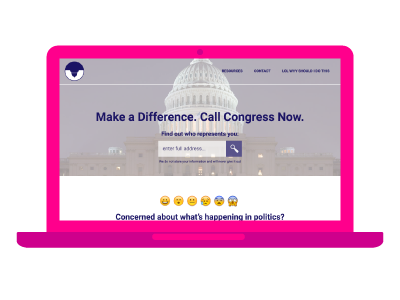 RESOURCES CONTACT LOL WHY SHOULD I DO THIS
Make a Difference. Call Congress Now.
Find out who represents you:
enter full address...
Concerned about what's happening in politics?